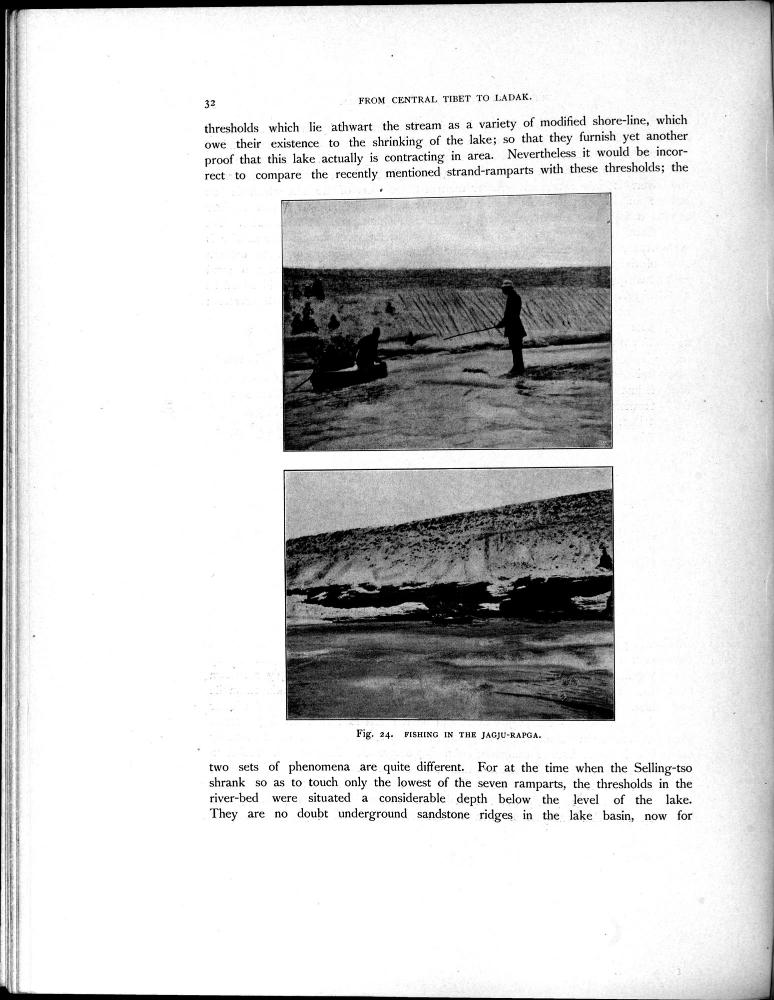 32
FROM CENTRAL TIBET TO LADAK.
thresholds which lie athwart the stream as a variety of modified shore-line, which
owe their existence to the shrinking of the lake; so that they furnish yet another
proof that this lake actually is contracting in area. Nevertheless it would be incor-
rect to compare the recently mentioned strand-ramparts with these thresholds; the
Fig. 24. FISHING IN THE JAGJU-RAPGA.
two sets of phenomena are quite different. For at the time when the Selling-tso
shrank so as to touch only the lowest of the seven ramparts, the thresholds in the
river-bed were situated a considerable depth below the level of the lake.
They are no doubt underground sandstone ridges in the lake basin, now for